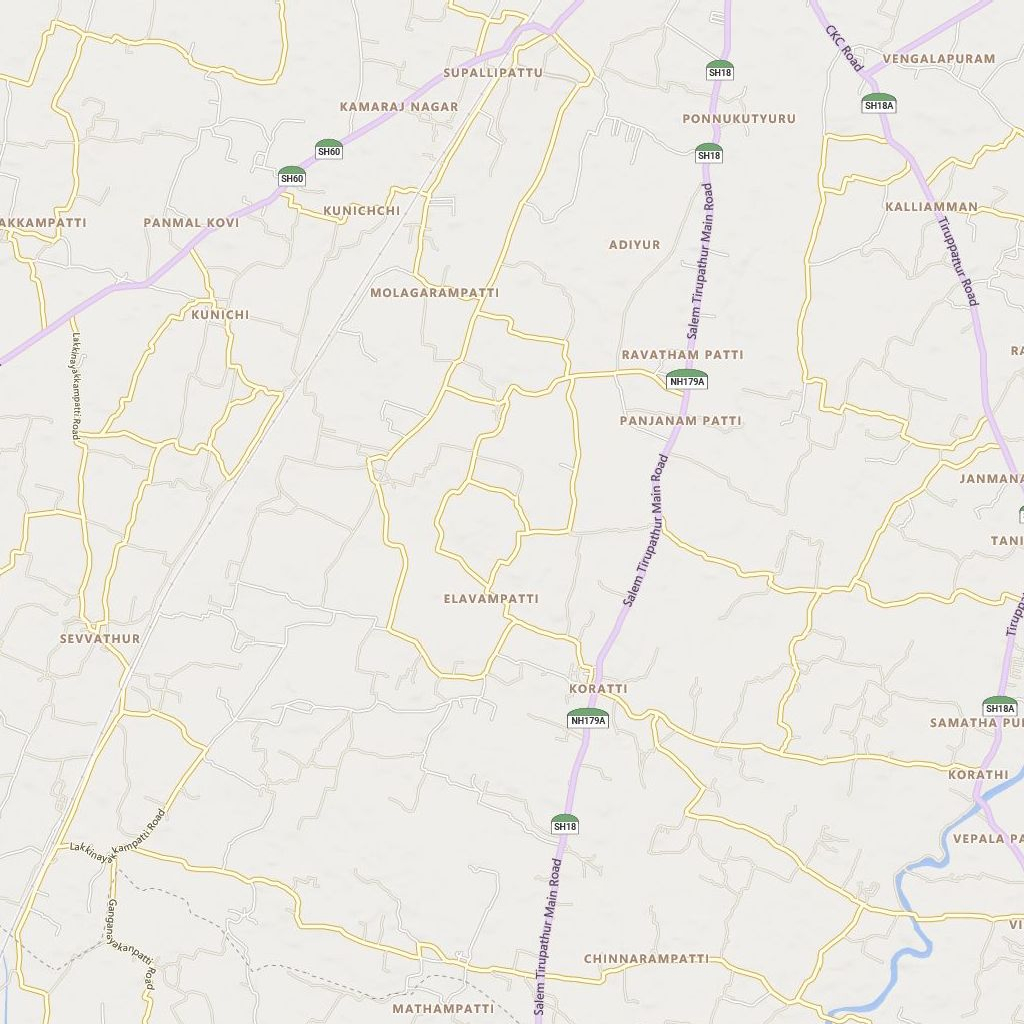 CKC Road
VENGALAPURAM
SUPALLIPATTU
SH18
SH18A
KAMARAJ NAGAR
PONNUKUTYURU
SH60
SH18
SH60
KUNICHCHI
KALLIAMMAN
AKKAMPATTI
PANMAL KOVI
Salem Tirupathur Main Road
ADIYUR
Tiruppattur Road
MOLAGARAMPATTI
KUNICHI
Lakkinayakkampatti Road
RAVATHAM PATTI
NH179A
PANJANAM PATTI
JANMANA
Salem Tirupathur Main Road
TANI
ELAVAMPATTI
SEVVATHUR
KORATTI
NH179A
SH18A
SAMATHA PU
KORATHI
SH18
VEPALA PA
Lakkinayakkampatti Road
Ganganayakanpatti Road
Salem Tirupathur Main Road
VI
CHINNARAMPATTI
MATHAMPATTI